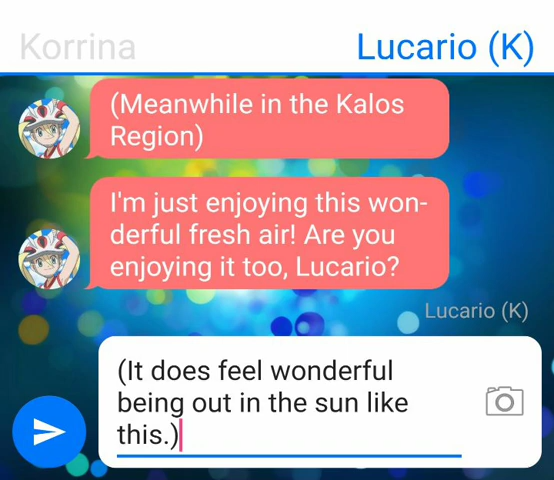 Korrina
Lucario (K)
(Meanwhile in the Kalos
Region)
I'm just enjoying this won-
derful fresh air! Are you
enjoying it too, Lucario?
Lucario (K)
(It does feel wonderful
being out in the sun like
this.)